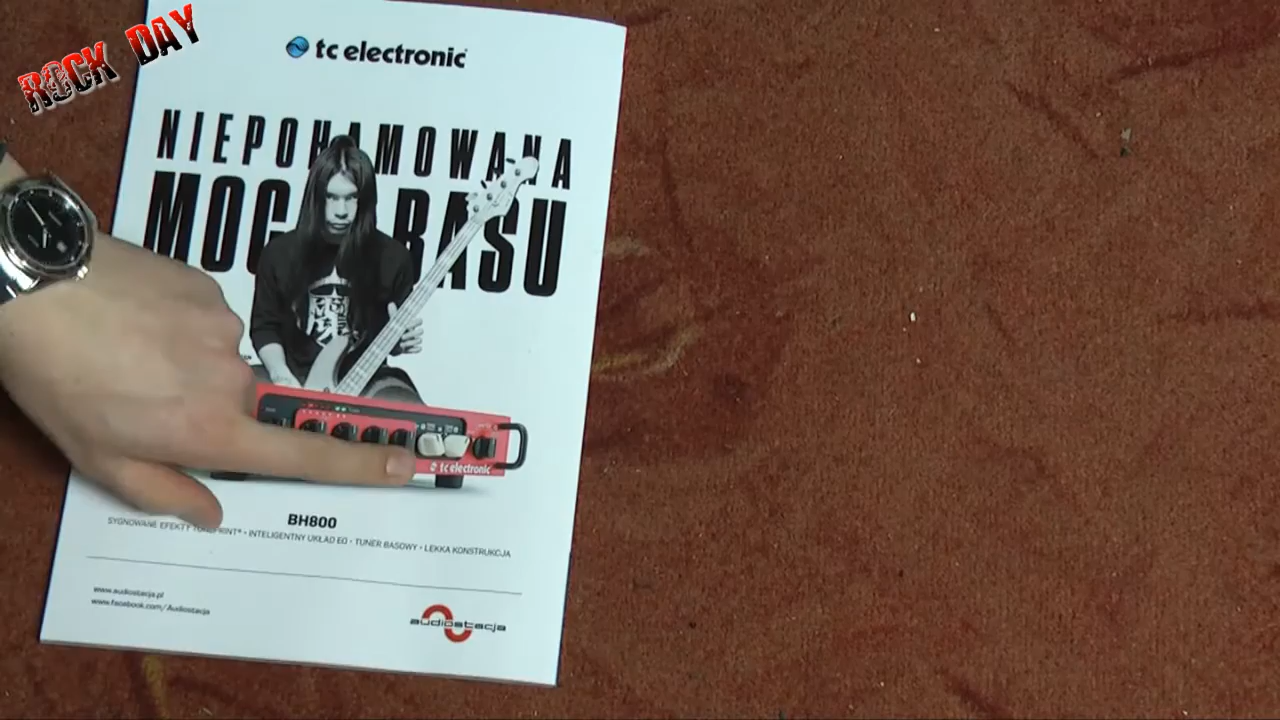 ROCK DAY
tc electronic
NIEPOHAMOWANA
MOC BASU
tc electronic
BH800
SYGNOWANE EFEKTY TONEPRINT® • INTELIGENTNY UKŁAD EQ • TUNER BASOWY • LEKKA KONSTRUKCJA
www.audiostacja.pl
www.facebook.com/Audiostacja
audiostacja